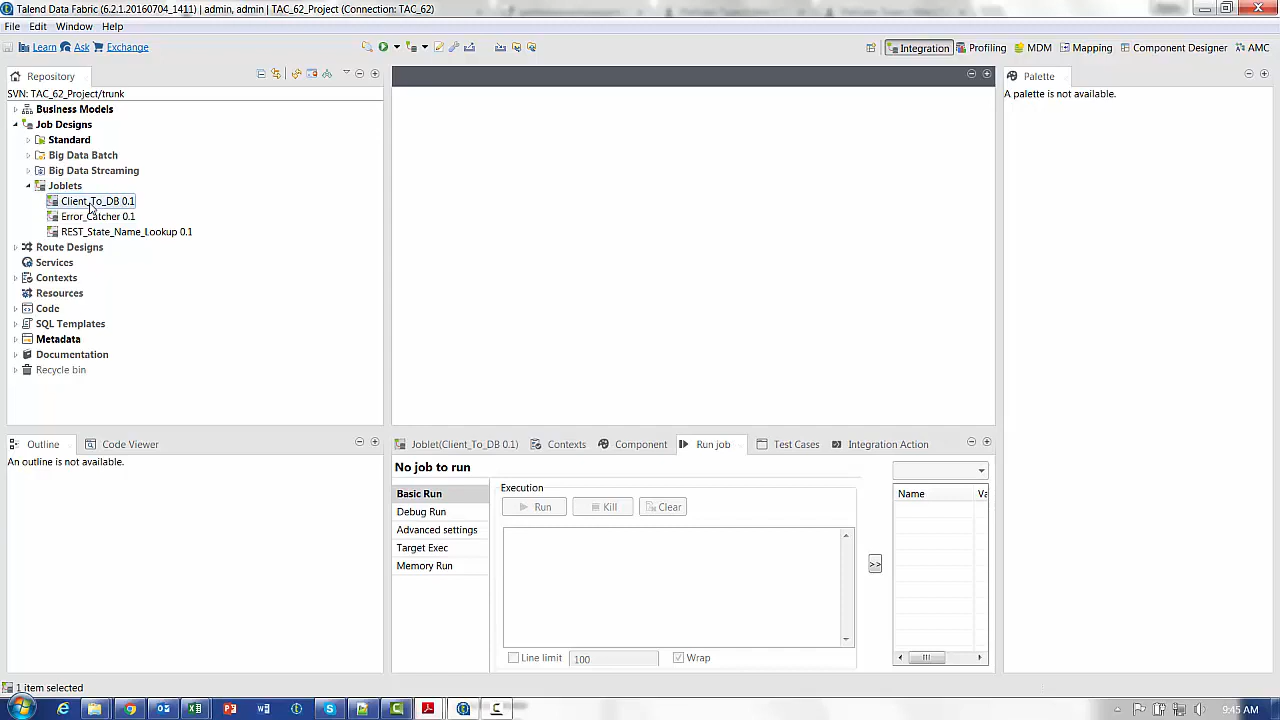 Talend Data Fabric (6.2.1.20160704_1411) | admin, admin | TAC_62_Project (Connection: TAC_62)
File Edit Window Help
Learn Ask Exchange
Integration Profiling MDM Mapping Component Designer AMC
Repository
Palette
SVN: TAC_62_Project/trunk
A palette is not available.
Business Models
Job Designs
Standard
Big Data Batch
Big Data Streaming
Joblets
Client_To_DB 0.1
Error_Catcher 0.1
REST_State_Name_Lookup 0.1
Route Designs
Services
Contexts
Resources
Code
SQL Templates
Metadata
Documentation
Recycle bin
Outline Code Viewer
Joblet(Client_To_DB 0.1) Contexts Component Run job Test Cases Integration Action
An outline is not available.
No job to run
Basic Run
Debug Run
Advanced settings
Target Exec
Memory Run
Execution
Run Kill Clear
>>
Name Va
Line limit 100 Wrap
1 item selected
9:45 AM